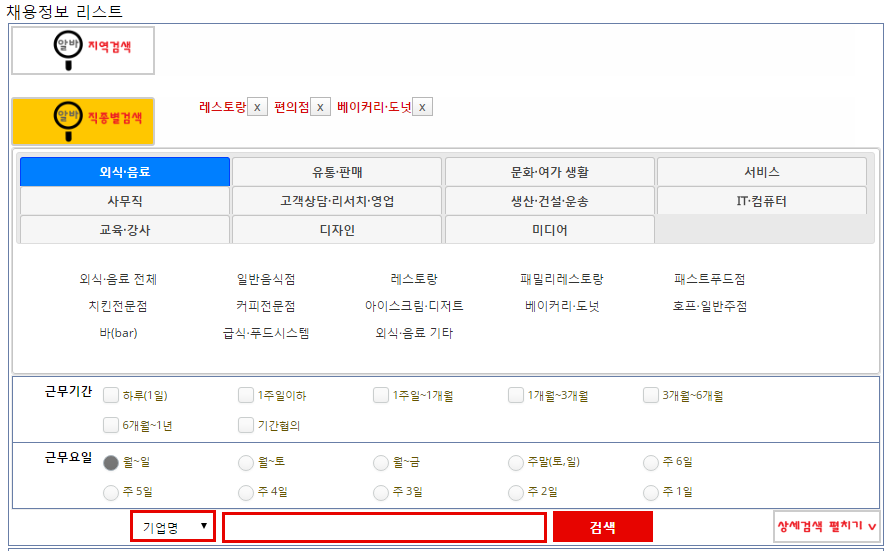 채용정보 리스트
알바 지역검색
알바 직종별검색 레스토랑 x 편의점 x 베이커리·도넛 x
외식·음료 유통·판매 문화·여가 생활 서비스
사무직 고객상담·리서치·영업 생산·건설·운송 IT·컴퓨터
교육·강사 디자인 미디어
외식·음료 전체 일반음식점 레스토랑 패밀리레스토랑 패스트푸드점
치킨전문점 커피전문점 아이스크림·디저트 베이커리·도넛 호프·일반주점
바(bar) 급식·푸드시스템 외식·음료 기타
근무기간 하루(1일) 1주일이하 1주일~1개월 1개월~3개월 3개월~6개월
6개월~1년 기간협의
근무요일 월~일 월~토 월~금 주말(토,일) 주 6일
주 5일 주 4일 주 3일 주 2일 주 1일
기업명 ▼ 검색 상세검색 펼치기 ∨